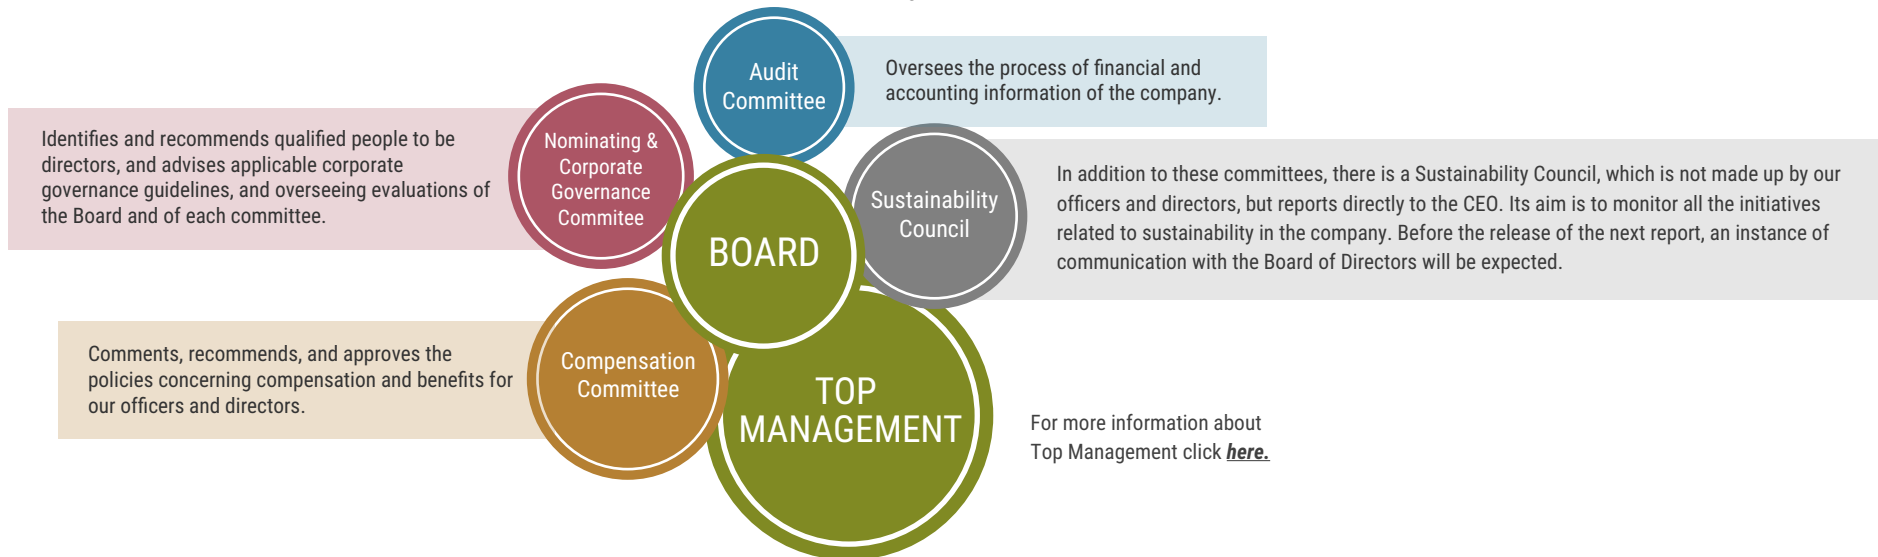 Audit
Committee
Oversees the process of financial and
accounting information of the company.
Nominating &
Corporate
Governance
Commitee
Identifies and recommends qualified people to be
directors, and advises applicable corporate
governance guidelines, and overseeing evaluations of
the Board and of each committee.
Sustainability
Council
In addition to these committees, there is a Sustainability Council, which is not made up by our
officers and directors, but reports directly to the CEO. Its aim is to monitor all the initiatives
related to sustainability in the company. Before the release of the next report, an instance of
communication with the Board of Directors will be expected.
BOARD
Comments, recommends, and approves the
policies concerning compensation and benefits for
our officers and directors.
Compensation
Committee
TOP
MANAGEMENT
For more information about
Top Management click here.